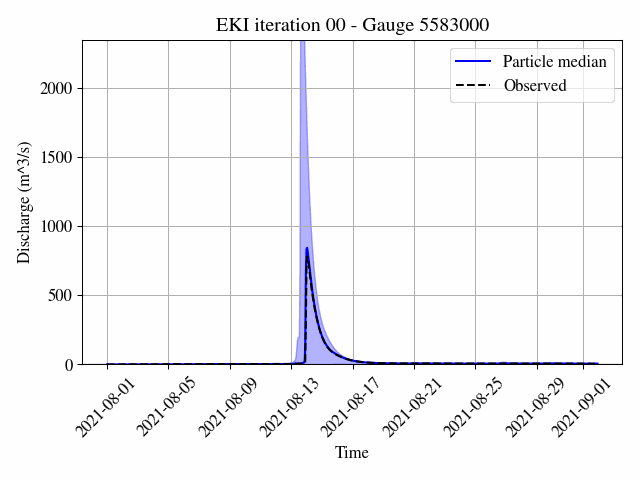 EKI iteration 00 - Gauge 5583000
Particle median
Observed
2000
1500
1000
500
0
Discharge (m^3/s)
2021-08-01
2021-08-05
2021-08-09
2021-08-13
2021-08-17
2021-08-21
2021-08-25
2021-08-29
2021-09-01
Time